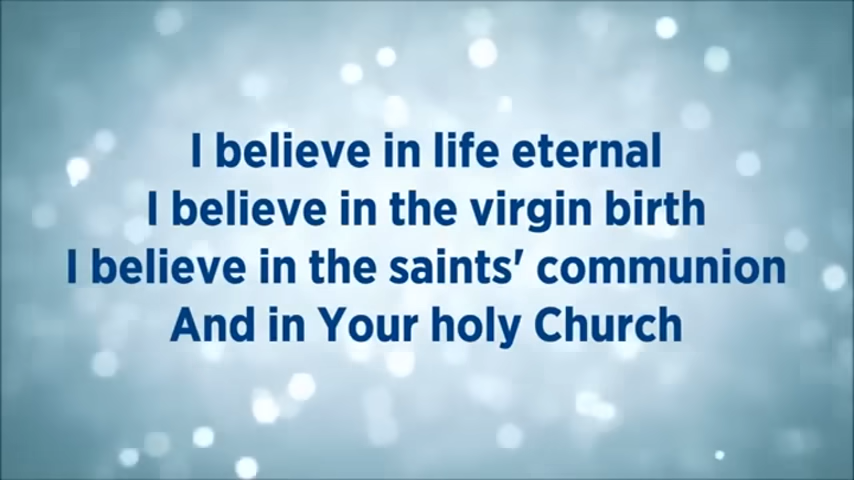 I believe in life eternal
I believe in the virgin birth
I believe in the saints' communion
And in Your holy Church